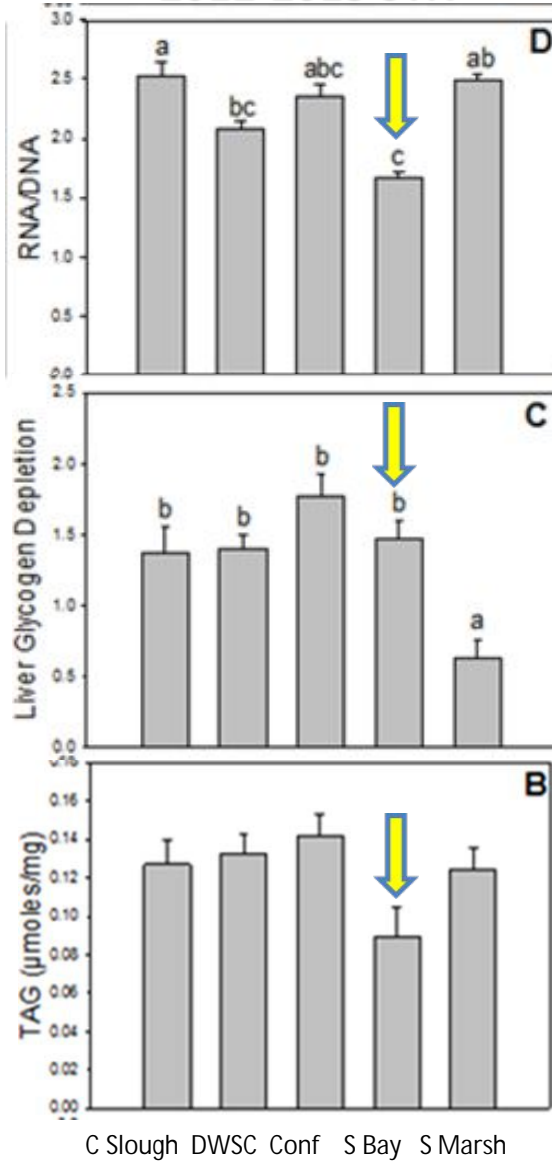 D
3.0
2.5
2.0
1.5
1.0
0.5
RNA/DNA
a
bc
abc
c
ab
C
2.5
2.0
1.5
1.0
0.5
0.0
Liver Glycogen Depletion
b
b
b
b
a
B
0.16
0.14
0.12
0.10
0.08
0.06
0.04
0.02
0.00
TAG (µmoles/mg)
C Slough DWSC Conf S Bay S Marsh